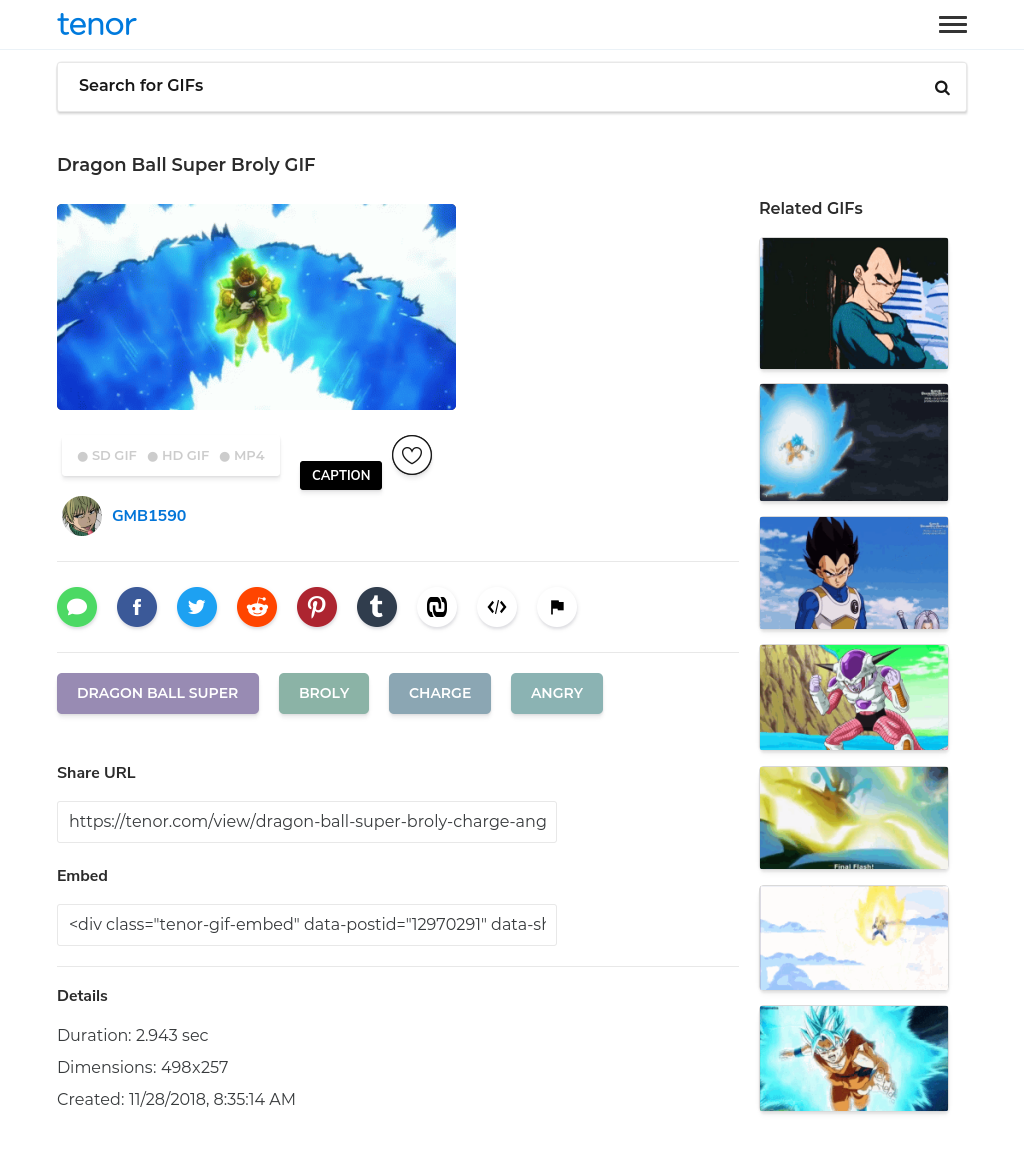 tenor
Search for GIFs
Dragon Ball Super Broly GIF
SD GIF HD GIF MP4
CAPTION
GMB1590
DRAGON BALL SUPER
BROLY
CHARGE
ANGRY
Share URL
https://tenor.com/view/dragon-ball-super-broly-charge-ang
Embed
<div class="tenor-gif-embed" data-postid="12970291" data-sh
Details
Duration: 2.943 sec
Dimensions: 498x257
Created: 11/28/2018, 8:35:14 AM
Related GIFs
Final Flash!